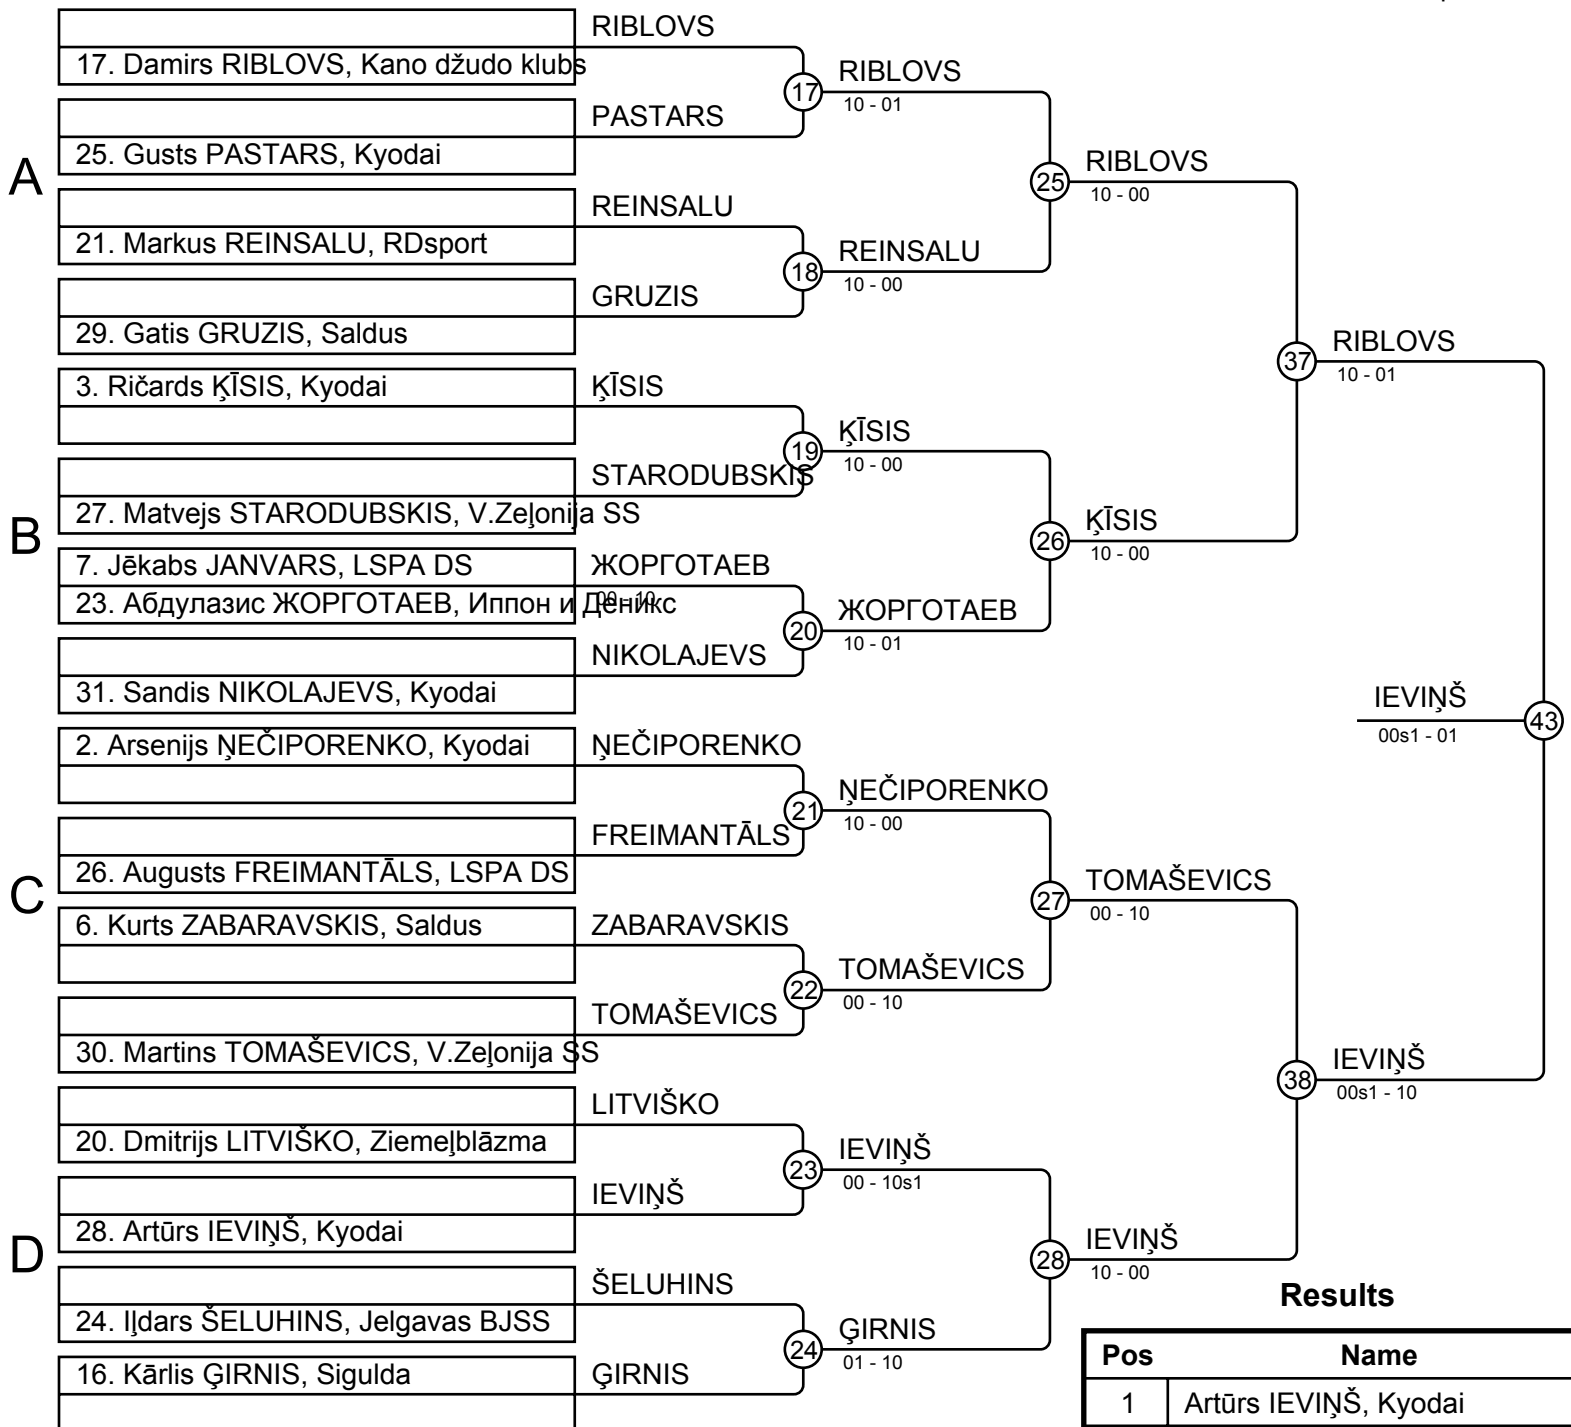 A
17. Damirs RIBLOVS, Kano džudo klubs
25. Gusts PASTARS, Kyodai
21. Markus REINSALU, RDsport
29. Gatis GRUZIS, Saldus
B
3. Ričards ĶĪSIS, Kyodai
27. Matvejs STARODUBSKIS, V.Zeļonija SS
7. Jēkabs JANVARS, LSPA DS
23. Абдулазис ЖОРГОТАЕВ, Иппон и Деникс
31. Sandis NIKOLAJEVS, Kyodai
C
2. Arsenijs ŅEČIPORENKO, Kyodai
26. Augusts FREIMANTĀLS, LSPA DS
6. Kurts ZABARAVSKIS, Saldus
30. Martins TOMAŠEVICS, V.Zeļonija SS
D
20. Dmitrijs LITVIŠKO, Ziemeļblāzma
28. Artūrs IEVIŅŠ, Kyodai
24. Iļdars ŠELUHINS, Jelgavas BJSS
16. Kārlis ĢIRNIS, Sigulda
RIBLOVS
PASTARS
REINSALU
GRUZIS
ĶĪSIS
STARODUBSKIS
ЖОРГОТАЕВ
00 - 10
NIKOLAJEVS
ŅEČIPORENKO
FREIMANTĀLS
ZABARAVSKIS
TOMAŠEVICS
LITVIŠKO
IEVIŅŠ
ŠELUHINS
ĢIRNIS
17
RIBLOVS
10 - 01
18
REINSALU
10 - 00
19
ĶĪSIS
10 - 00
20
ЖОРГОТАЕВ
10 - 01
21
ŅEČIPORENKO
10 - 00
22
TOMAŠEVICS
00 - 10
23
IEVIŅŠ
00 - 10s1
24
ĢIRNIS
01 - 10
25
RIBLOVS
10 - 00
26
ĶĪSIS
10 - 00
27
TOMAŠEVICS
00 - 10
28
IEVIŅŠ
10 - 00
37
RIBLOVS
10 - 01
38
IEVIŅŠ
00s1 - 10
43
IEVIŅŠ
00s1 - 01
Results
Pos Name
1 Artūrs IEVIŅŠ, Kyodai